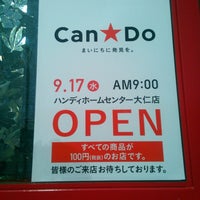 Can★Do
まいにちに発見を。
9.17㊌ AM9:00
ハンディホームセンター大仁店
OPEN
すべての商品が
100円(税抜)のお店です。
皆様のご来店お待ちしております。